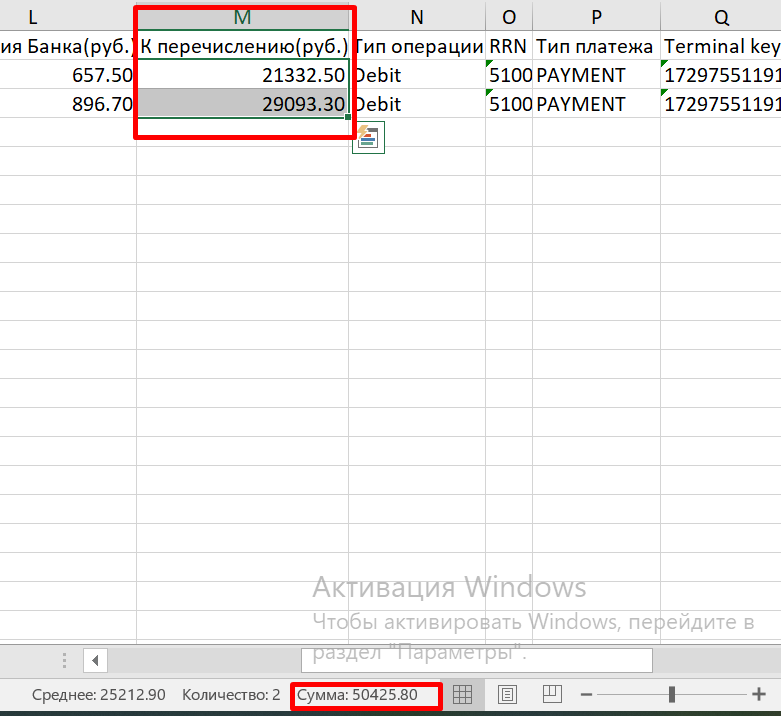 L M N O P Q
ия Банка(руб.) К перечислению(руб.) Тип операции RRN Тип платежа Terminal key
657.50 21332.50 Debit 5100 PAYMENT 17297551191
896.70 29093.30 Debit 5100 PAYMENT 17297551191
Активация Windows
Чтобы активировать Windows, перейдите в
раздел "Параметры".
Среднее: 25212.90 Количество: 2 Сумма: 50425.80